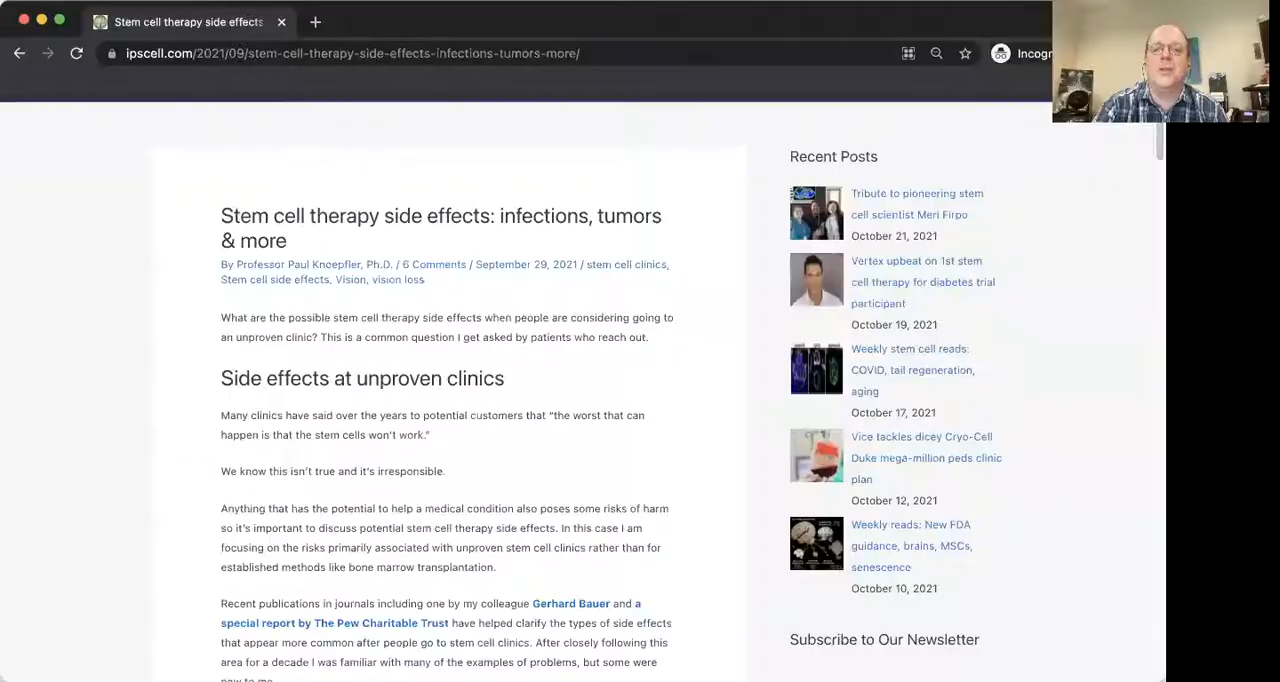 Stem cell therapy side effects
ipscell.com/2021/09/stem-cell-therapy-side-effects-infections-tumors-more/
Incogn
Stem cell therapy side effects: infections, tumors
& more
By Professor Paul Knoepfler, Ph.D. / 6 Comments / September 29, 2021 / stem cell clinics,
Stem cell side effects, Vision, vision loss
What are the possible stem cell therapy side effects when people are considering going to
an unproven clinic? This is a common question I get asked by patients who reach out.
Side effects at unproven clinics
Many clinics have said over the years to potential customers that “the worst that can
happen is that the stem cells won’t work.”
We know this isn’t true and it’s irresponsible.
Anything that has the potential to help a medical condition also poses some risks of harm
so it’s important to discuss potential stem cell therapy side effects. In this case I am
focusing on the risks primarily associated with unproven stem cell clinics rather than for
established methods like bone marrow transplantation.
Recent publications in journals including one by my colleague Gerhard Bauer and a
special report by The Pew Charitable Trust have helped clarify the types of side effects
that appear more common after people go to stem cell clinics. After closely following this
area for a decade I was familiar with many of the examples of problems, but some were
new to me.
Recent Posts
Tribute to pioneering stem
cell scientist Meri Firpo
October 21, 2021
Vertex upbeat on 1st stem
cell therapy for diabetes trial
participant
October 19, 2021
Weekly stem cell reads:
COVID, tail regeneration,
aging
October 17, 2021
Vice tackles dicey Cryo-Cell
Duke mega-million peds clinic
plan
October 12, 2021
Weekly reads: New FDA
guidance, brains, MSCs,
senescence
October 10, 2021
Subscribe to Our Newsletter